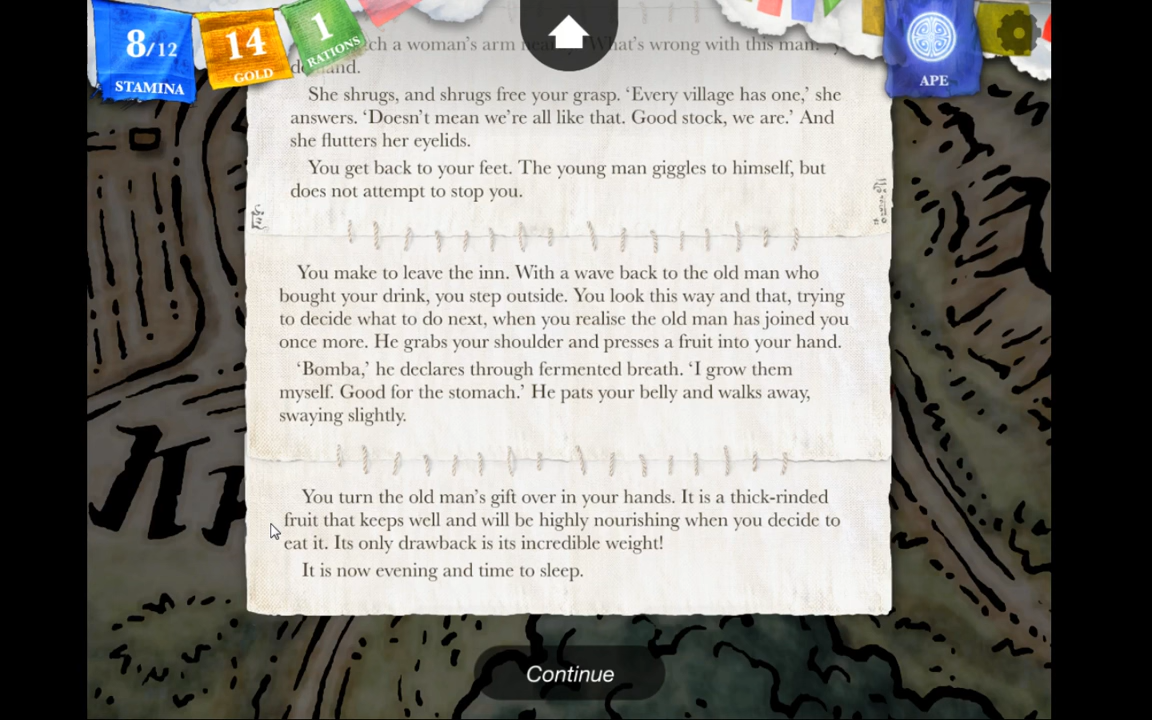 8/12
STAMINA
14
GOLD
1
RATIONS
APE
a woman's arm
What's wrong with this man
She shrugs, and shrugs free your grasp. ‘Every village has one,’ she
answers. ‘Doesn’t mean we’re all like that. Good stock, we are.’ And
she flutters her eyelids.
You get back to your feet. The young man giggles to himself, but
does not attempt to stop you.
You make to leave the inn. With a wave back to the old man who
bought your drink, you step outside. You look this way and that, trying
to decide what to do next, when you realise the old man has joined you
once more. He grabs your shoulder and presses a fruit into your hand.
‘Bomba,’ he declares through fermented breath. ‘I grow them
myself. Good for the stomach.’ He pats your belly and walks away,
swaying slightly.
You turn the old man’s gift over in your hands. It is a thick-rinded
fruit that keeps well and will be highly nourishing when you decide to
eat it. Its only drawback is its incredible weight!
It is now evening and time to sleep.
Continue